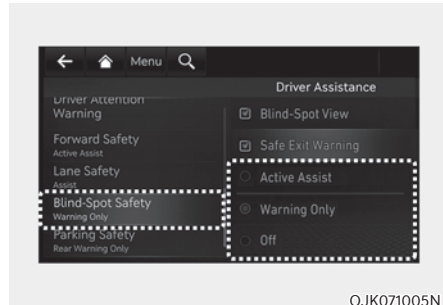 Menu
Driver Assistance
Driver Attention
Warning
Forward Safety
Active Assist
Lane Safety
Assist
Blind-Spot Safety
Warning Only
Parking Safety
Rear Warning Only
Blind-Spot View
Safe Exit Warning
Active Assist
Warning Only
Off
OJK071005N